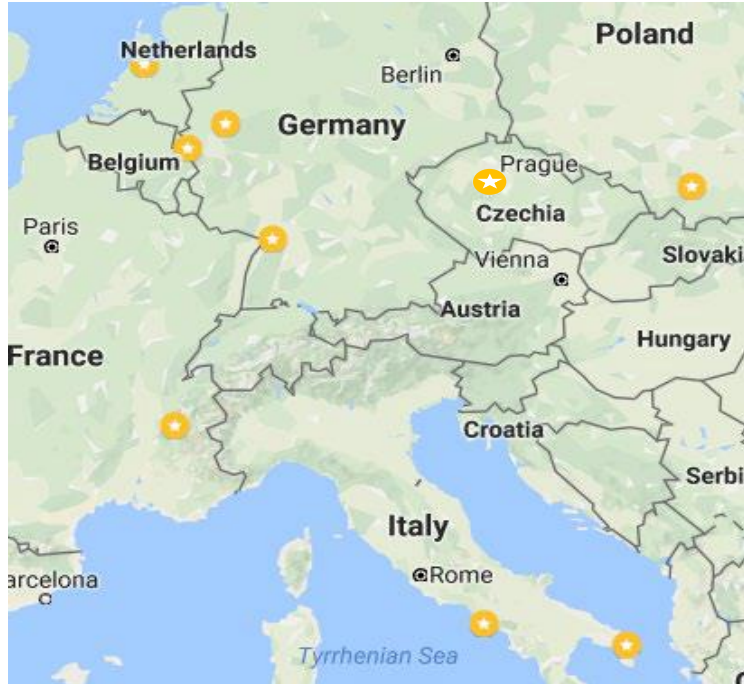 Netherlands
Poland
Berlin
Germany
Belgium
Prague
Czechia
Paris
Slovaki
Vienna
Austria
Hungary
France
Croatia
Serbi
Italy
arcelona
Rome
Tyrrhenian Sea